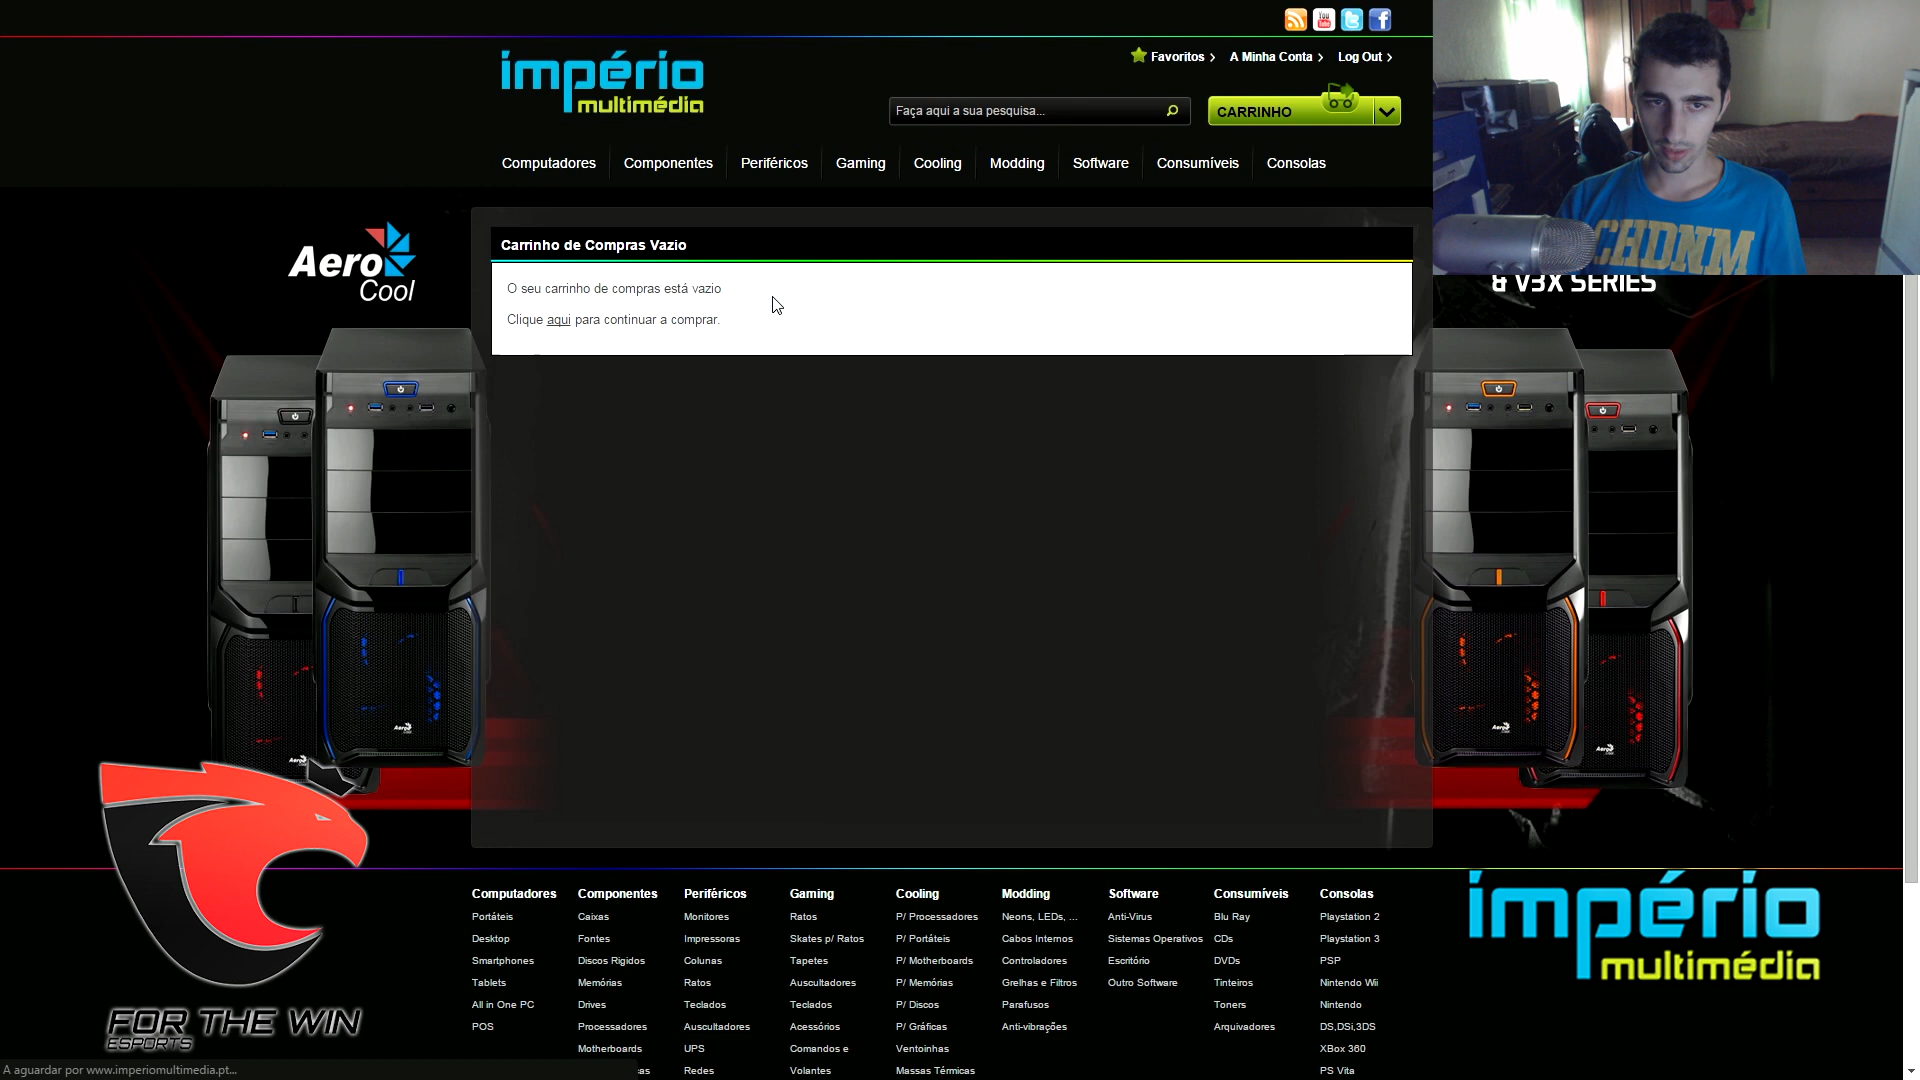 império
multimédia
Favoritos
A Minha Conta
Log Out
Faça aqui a sua pesquisa...
CARRINHO
Computadores
Componentes
Periféricos
Gaming
Cooling
Modding
Software
Consumíveis
Consolas
CHDNM
Aero
Cool
Carrinho de Compras Vazio
O seu carrinho de compras está vazio
Clique aqui para continuar a comprar.
& V3X SERIES
Computadores
Portáteis
Desktop
Smartphones
Tablets
All in One PC
POS
Componentes
Caixas
Fontes
Discos Rigidos
Memórias
Drives
Processadores
Motherboards
Periféricos
Monitores
Impressoras
Colunas
Ratos
Teclados
Auscultadores
UPS
Redes
Gaming
Ratos
Skates p/ Ratos
Tapetes
Auscultadores
Teclados
Acessórios
Comandos e
Volantes
Cooling
P/ Processadores
P/ Portáteis
P/ Motherboards
P/ Memórias
P/ Discos
P/ Gráficas
Ventoinhas
Massas Térmicas
Modding
Neons, LEDs, ...
Cabos Internos
Controladores
Grelhas e Filtros
Parafusos
Anti-vibrações
Software
Anti-Virus
Sistemas Operativos
Escritório
Outro Software
Consumíveis
Blu Ray
CDs
DVDs
Tinteiros
Toners
Arquivadores
Consolas
Playstation 2
Playstation 3
PSP
Nintendo Wii
Nintendo
DS,DSi,3DS
XBox 360
PS Vita
império
multimédia
FOR THE WIN
ESPORTS
A aguardar por www.imperiomultimedia.pt...